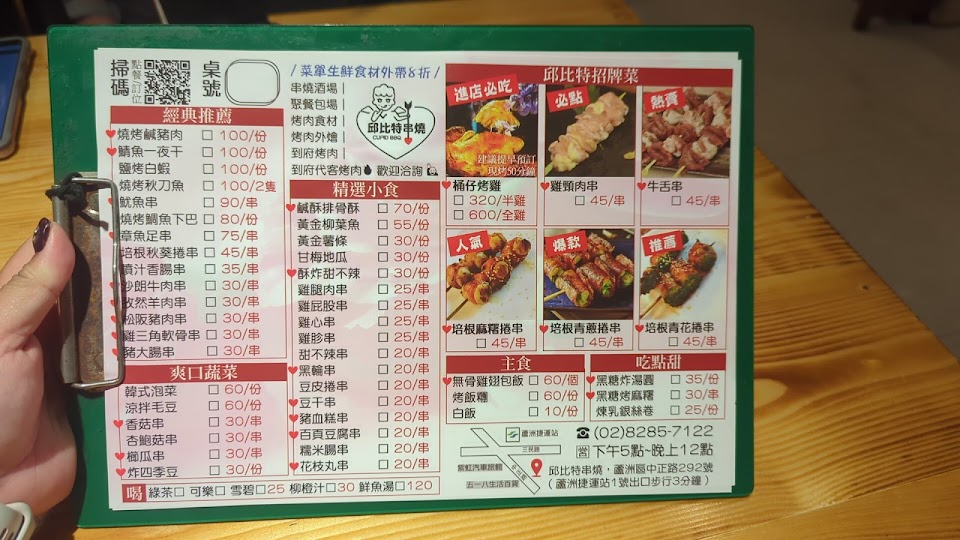 掃碼
點餐/訂位
桌號
/ 菜單生鮮食材外帶8折 /
串燒酒場|
聚餐包場|
烤肉食材|
烤肉外燴|
到府烤肉|
到府代客烤肉 歡迎洽詢
邱比特串燒
CUPID BBQ
經典推薦
燒烤鹹豬肉 □ 100/份
鯖魚一夜干 □ 100/份
鹽烤白蝦 □ 100/份
燒烤秋刀魚 □ 100/2隻
魷魚串 □ 90/串
燒烤鯛魚下巴 □ 80/份
章魚足串 □ 75/串
培根秋葵捲串 □ 45/串
噴汁香腸串 □ 35/串
沙朗牛肉串 □ 30/串
孜然羊肉串 □ 30/串
松阪豬肉串 □ 30/串
雞三角軟骨串 □ 30/串
豬大腸串 □ 30/串
爽口蔬菜
韓式泡菜 □ 60/份
涼拌毛豆 □ 60/份
香菇串 □ 30/串
杏鮑菇串 □ 30/串
櫛瓜串 □ 30/串
炸四季豆 □ 30/份
精選小食
鹹酥排骨酥 □ 70/份
黃金柳葉魚 □ 55/份
黃金薯條 □ 30/份
甘梅地瓜 □ 30/份
酥炸甜不辣 □ 30/份
雞腿肉串 □ 25/串
雞屁股串 □ 25/串
雞心串 □ 25/串
雞胗串 □ 25/串
甜不辣串 □ 20/串
黑輪串 □ 20/串
豆皮捲串 □ 20/串
豆干串 □ 20/串
豬血糕串 □ 20/串
百頁豆腐串 □ 20/串
糯米腸串 □ 20/串
花枝丸串 □ 20/串
喝 綠茶□ 可樂□ 雪碧□25 柳橙汁□30 鮮魚湯□120
邱比特招牌菜
進店必吃
建議提早預訂
現烤50分鐘
桶仔烤雞
□ 320/半雞
□ 600/全雞
必點
雞頸肉串
□ 45/串
熱賣
牛舌串
□ 45/串
人氣
培根麻糬捲串
□ 45/串
爆款
培根青蔥捲串
□ 45/串
推薦
培根青花捲串
□ 45/串
主食
無骨雞翅包飯 □ 60/個
烤飯糰 □ 60/份
白飯 □ 10/份
吃點甜
黑糖炸湯圓 □ 35/份
黑糖烤麻糬 □ 30/串
煉乳銀絲卷 □ 25/份
蘆洲捷運站
三民路
紫虹汽車旅館
中正路
五一八生活百貨
(02)8285-7122
營 下午5點-晚上12點
邱比特串燒,蘆洲區中正路292號
(蘆洲捷運站1號出口步行3分鐘)